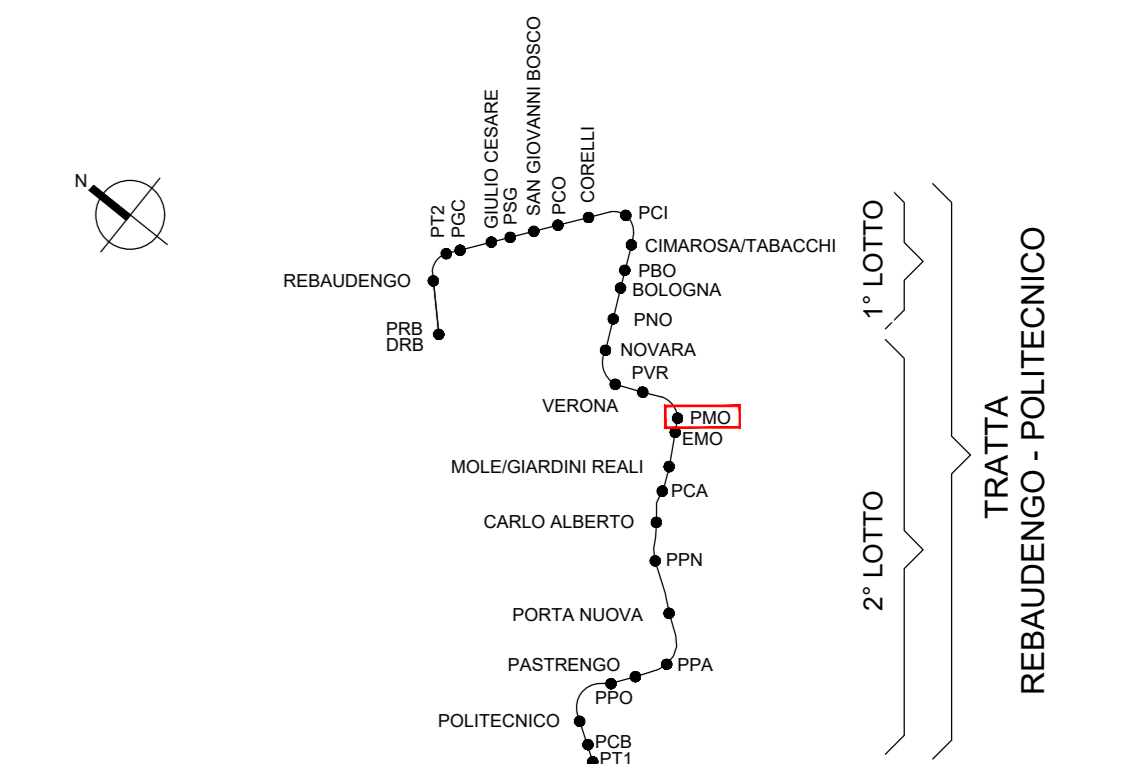 N
PT2
PGC
GIULIO CESARE
PSG
SAN GIOVANNI BOSCO
PCO
CORELLI
PCI
CIMAROSA/TABACCHI
REBAUDENGO
PBO
BOLOGNA
PRB
DRB
PNO
NOVARA
PVR
VERONA
PMO
EMO
MOLE/GIARDINI REALI
PCA
CARLO ALBERTO
PPN
PORTA NUOVA
PASTRENGO
PPA
PPO
POLITECNICO
PCB
PT1
1° LOTTO
2° LOTTO
TRATTA
REBAUDENGO - POLITECNICO